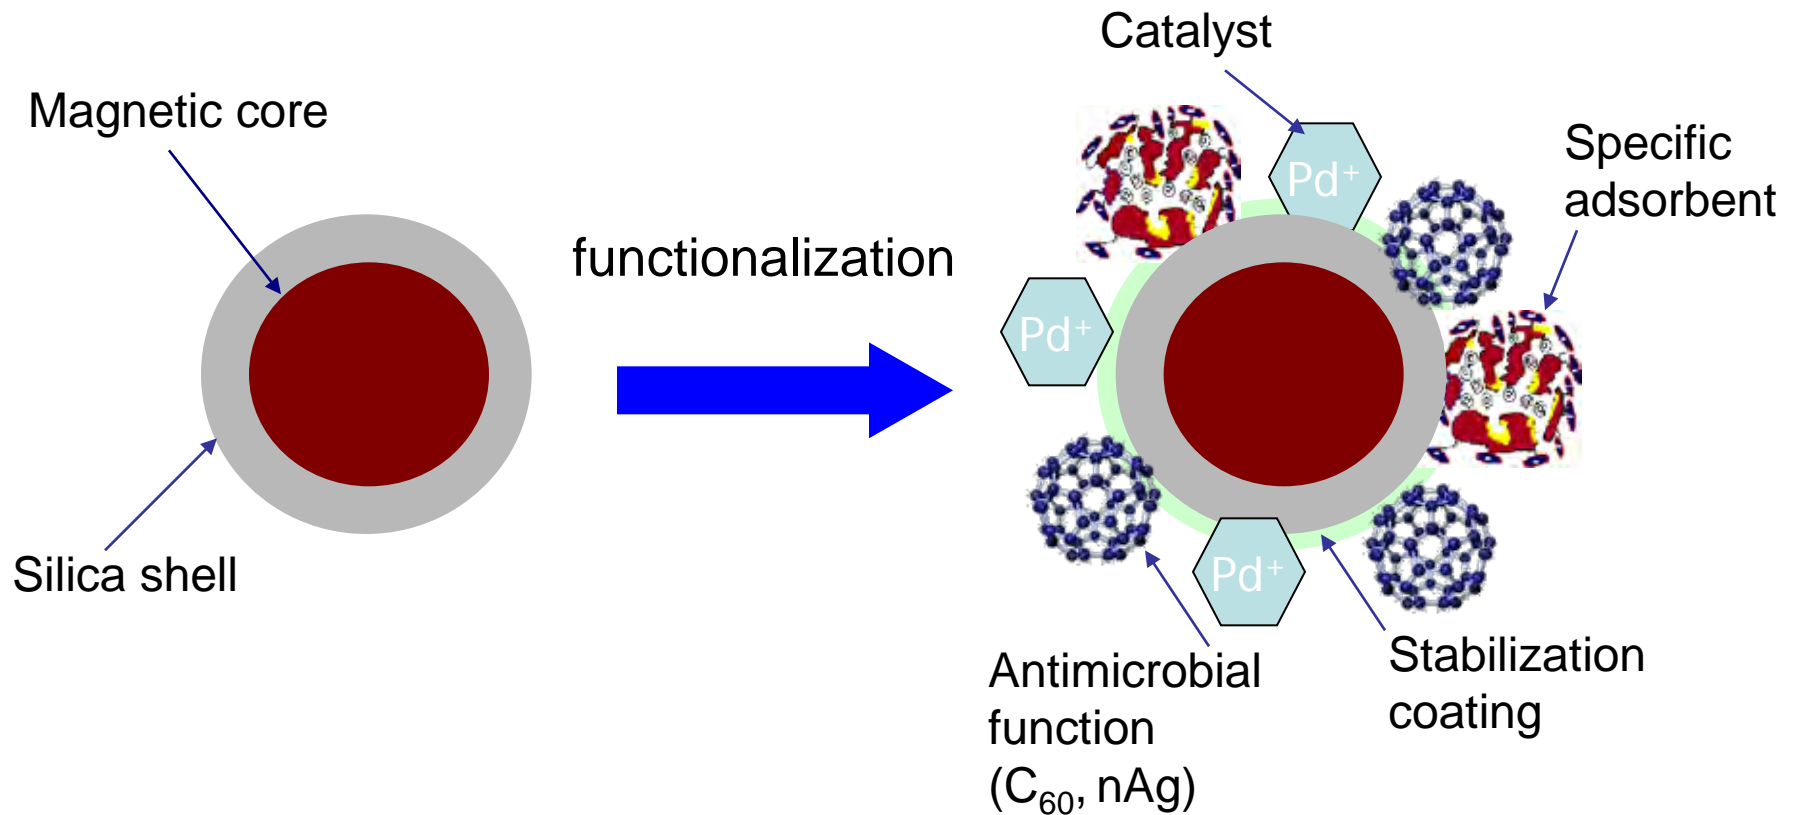 Catalyst
Magnetic core
Specific
adsorbent
Pd⁺
functionalization
Pd⁺
Silica shell
Pd⁺
Antimicrobial
function
(C₆₀, nAg)
Stabilization
coating